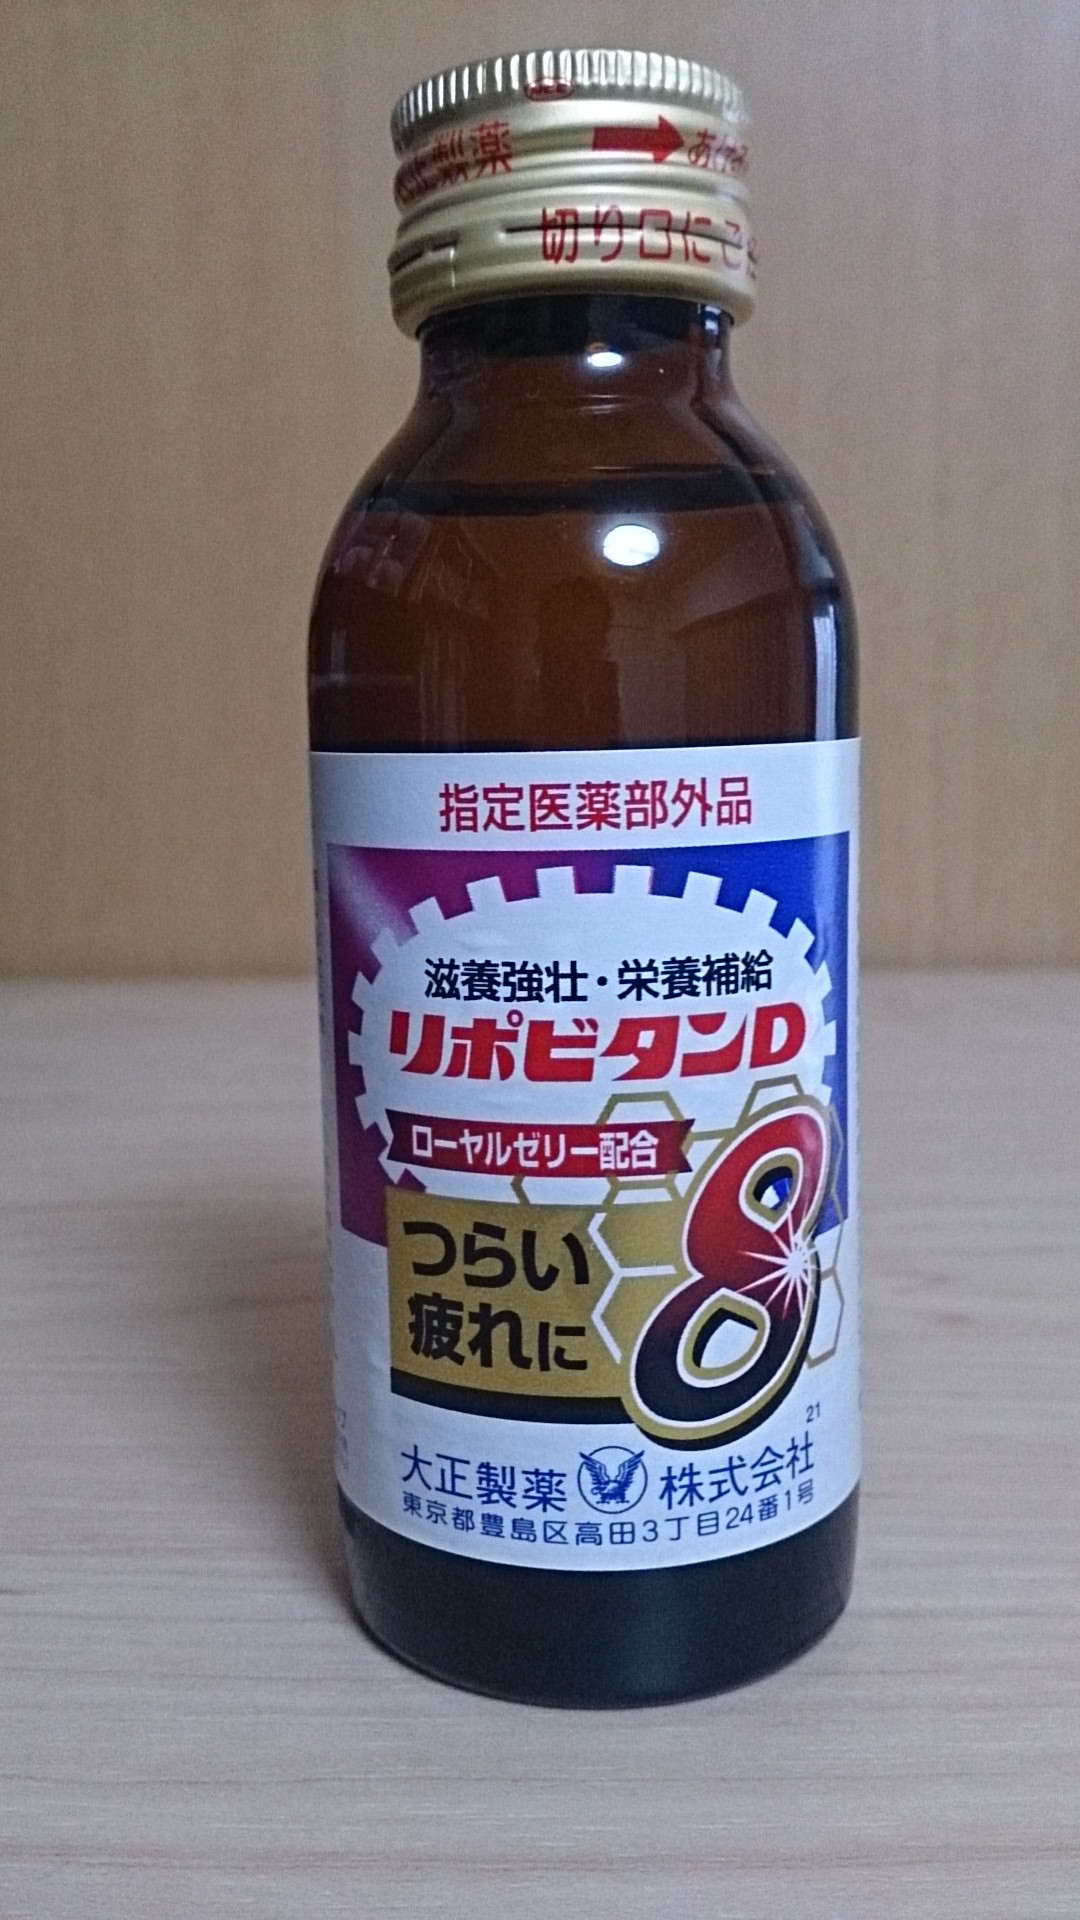 製薬
切り口にご
指定医薬部外品
滋養強壮・栄養補給
リポビタンD
8
ローヤルゼリー配合
つらい
疲れに
21
大正製薬 株式会社
東京都豊島区高田3丁目24番1号